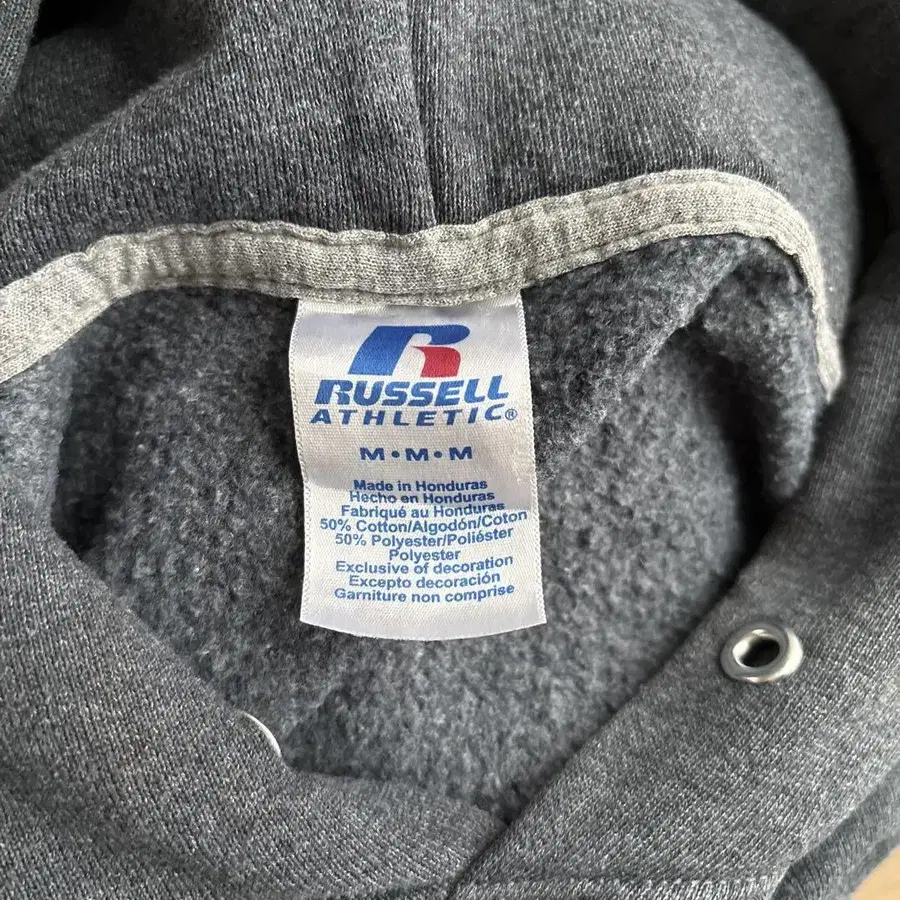 RUSSELL
ATHLETIC®
M•M•M
Made in Honduras
Hecho en Honduras
Fabriqué au Honduras
50% Cotton/Algodón/Coton
50% Polyester/Poliéster
Polyester
Exclusive of decoration
Excepto decoración
Garniture non comprise